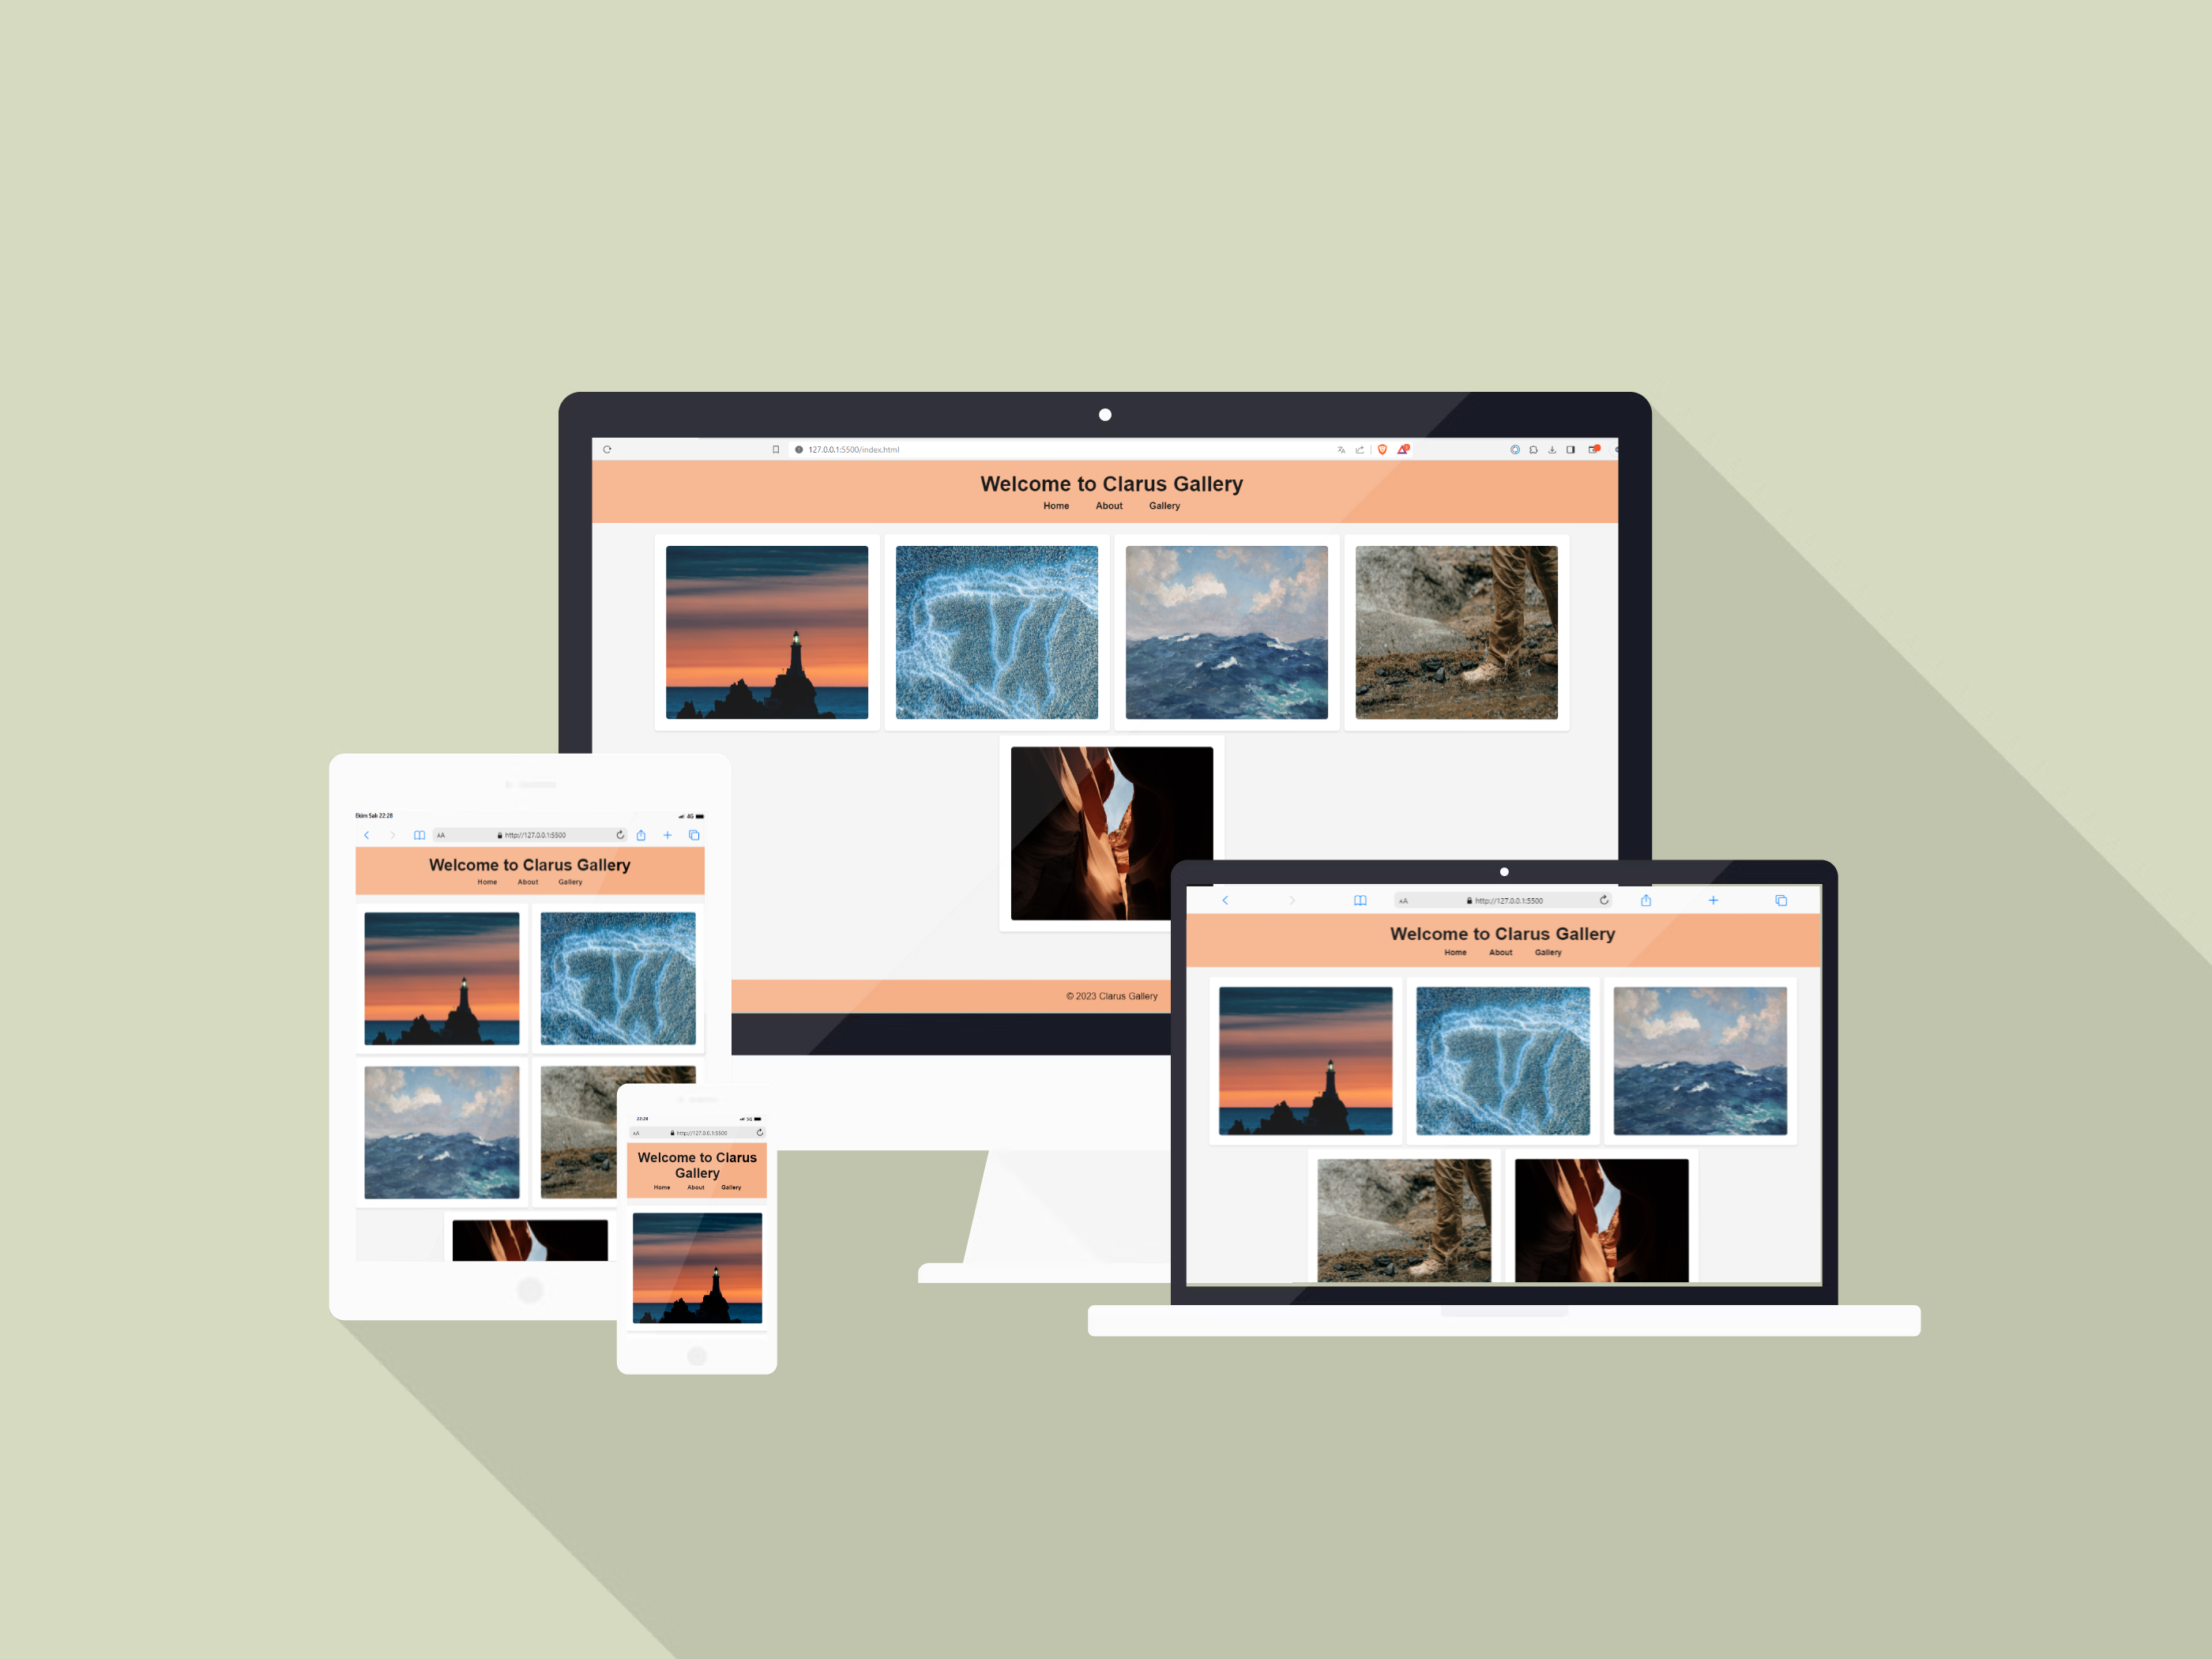 127.0.0.1:5500/index.html
Welcome to Clarus Gallery
Home About Gallery
© 2023 Clarus Gallery
Ekim Salı 22:28
4G
AA http://127.0.0.1:5500
Welcome to Clarus Gallery
Home About Gallery
22:28
5G
AA http://127.0.0.1:5500
Welcome to Clarus
Gallery
Home About Gallery
AA http://127.0.0.1:5500
Welcome to Clarus Gallery
Home About Gallery